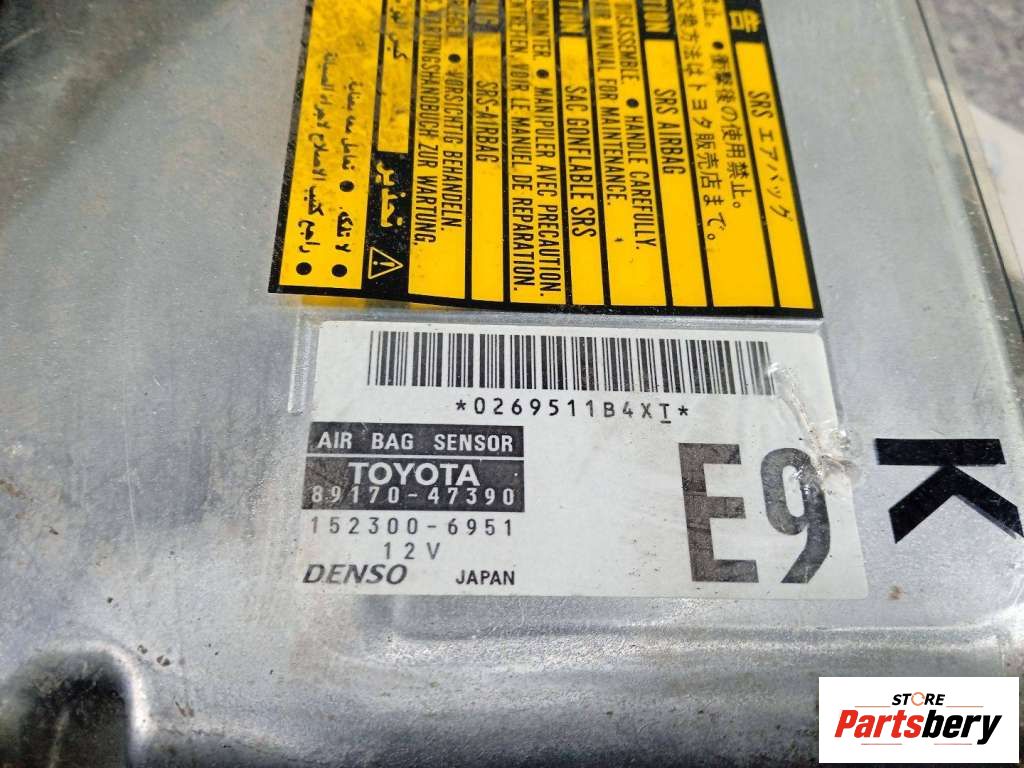 告
SRS エアバッグ
● 衝撃後の使用禁止。
交換方法はトヨタ販売店まで。
SRS AIRBAG
DISASSEMBLE. ● HANDLE CAREFULLY.
MANUAL FOR MAINTENANCE.
SAC GONFLABLE SRS
● MANIPULER AVEC PRECAUTION.
VOIR LE MANUEL DE REPARATION.
SRS-AIRBAG
● VORSICHTIG BEHANDELN.
WARTUNGSHANDBUCH ZUR WARTUNG.
تحذير
*0269511B4XT*
AIR BAG SENSOR
TOYOTA
89170-47390
152300-6951
12V
DENSO JAPAN
E9
K
STORE
Partsbery